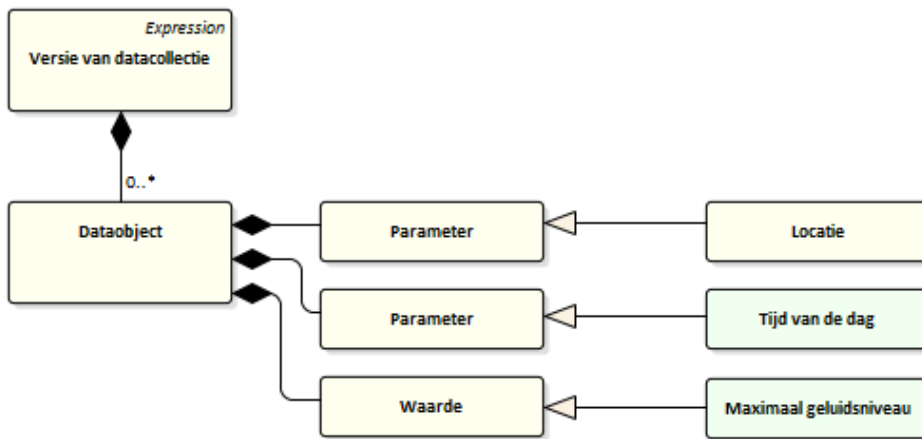 Expression
Versie van datacollectie
0..*
Dataobject
Parameter
Locatie
Parameter
Tijd van de dag
Waarde
Maximaal geluidsniveau